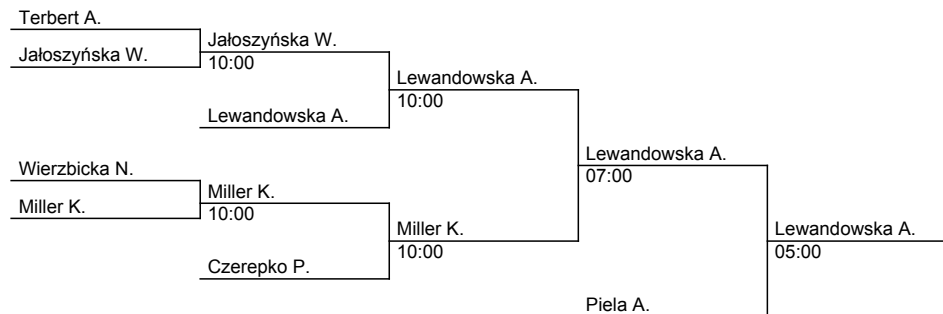 Terbert A.
Jałoszyńska W.
Jałoszyńska W.
10:00
Lewandowska A.
10:00
Lewandowska A.
Wierzbicka N.
Lewandowska A.
07:00
Miller K.
Miller K.
10:00
Miller K.
10:00
Lewandowska A.
05:00
Czerepko P.
Piela A.